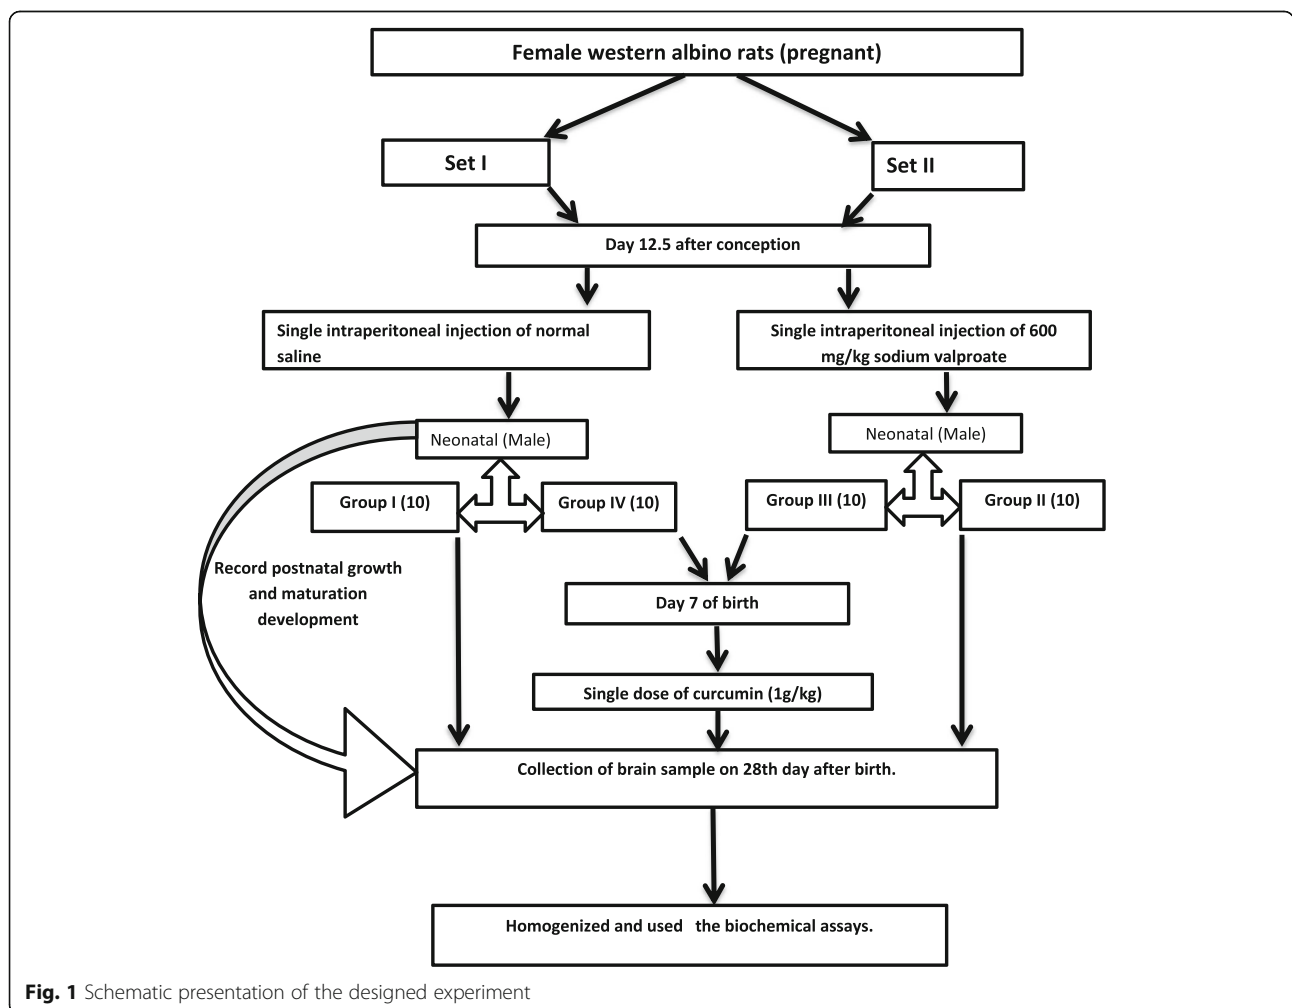 Female western albino rats (pregnant)
Set I
Set II
Day 12.5 after conception
Single intraperitoneal injection of normal
saline
Single intraperitoneal injection of 600
mg/kg sodium valproate
Neonatal (Male)
Neonatal (Male)
Group I (10)
Group IV (10)
Group III (10)
Group II (10)
Record postnatal growth
and maturation
development
Day 7 of birth
Single dose of curcumin (1g/kg)
Collection of brain sample on 28th day after birth.
Homogenized and used the biochemical assays.
Fig. 1 Schematic presentation of the designed experiment